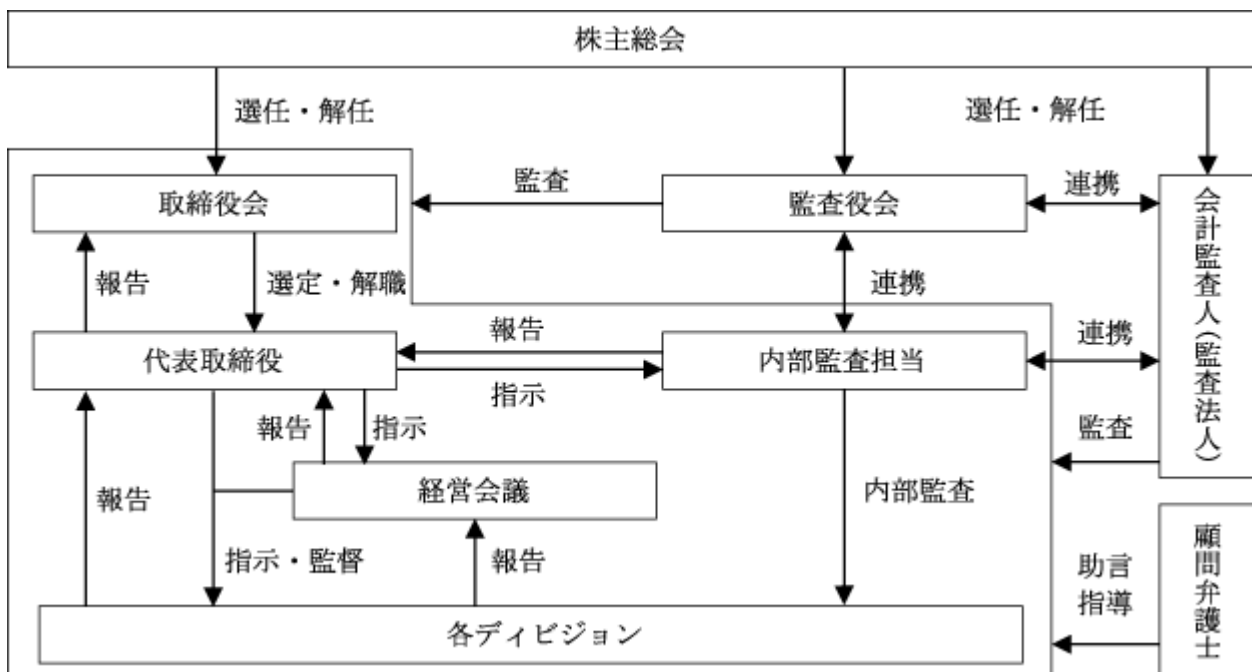 株主総会
選任・解任
選任・解任
取締役会
監査
監査役会
連携
会計監査人(監査法人)
報告
選定・解職
連携
代表取締役
報告
指示
内部監査担当
連携
報告
指示
監査
経営会議
報告
内部監査
指示・監督
報告
顧問弁護士
助言
指導
各ディビジョン